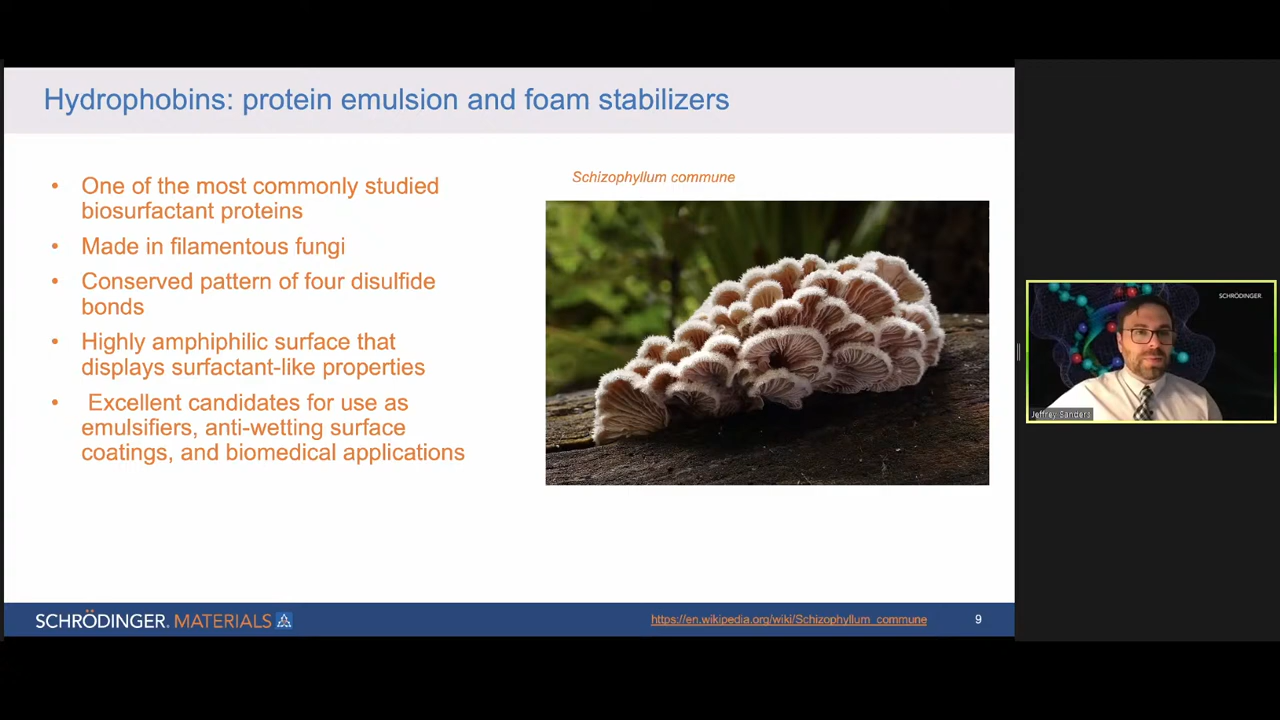 Hydrophobins: protein emulsion and foam stabilizers
• One of the most commonly studied
biosurfactant proteins
• Made in filamentous fungi
• Conserved pattern of four disulfide
bonds
• Highly amphiphilic surface that
displays surfactant-like properties
• Excellent candidates for use as
emulsifiers, anti-wetting surface
coatings, and biomedical applications
Schizophyllum commune
SCHRÖDINGER.
Jeffrey Sanders
SCHRÖDINGER. MATERIALS
https://en.wikipedia.org/wiki/Schizophyllum_commune
9